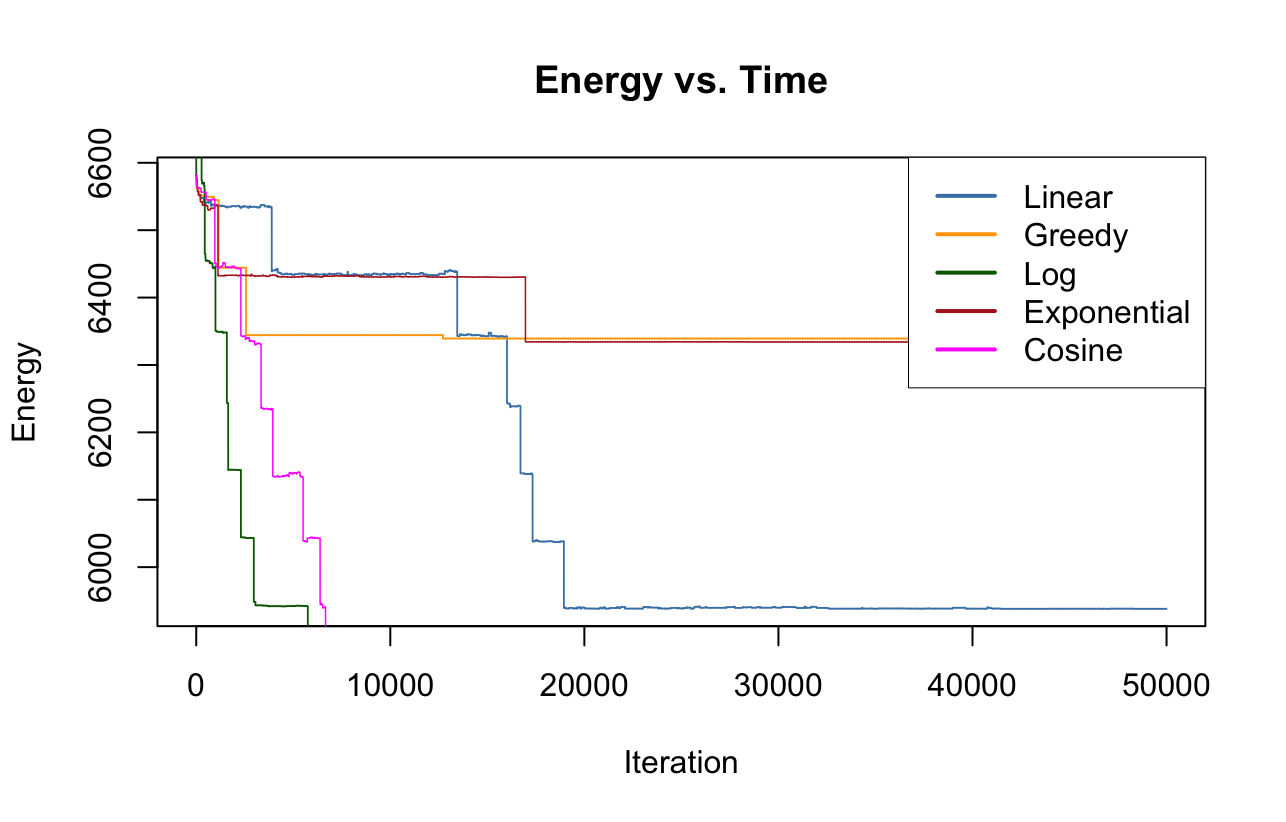 Energy vs. Time
Energy
6600
6400
6200
6000
Linear
Greedy
Log
Exponential
Cosine
0 10000 20000 30000 40000 50000
Iteration